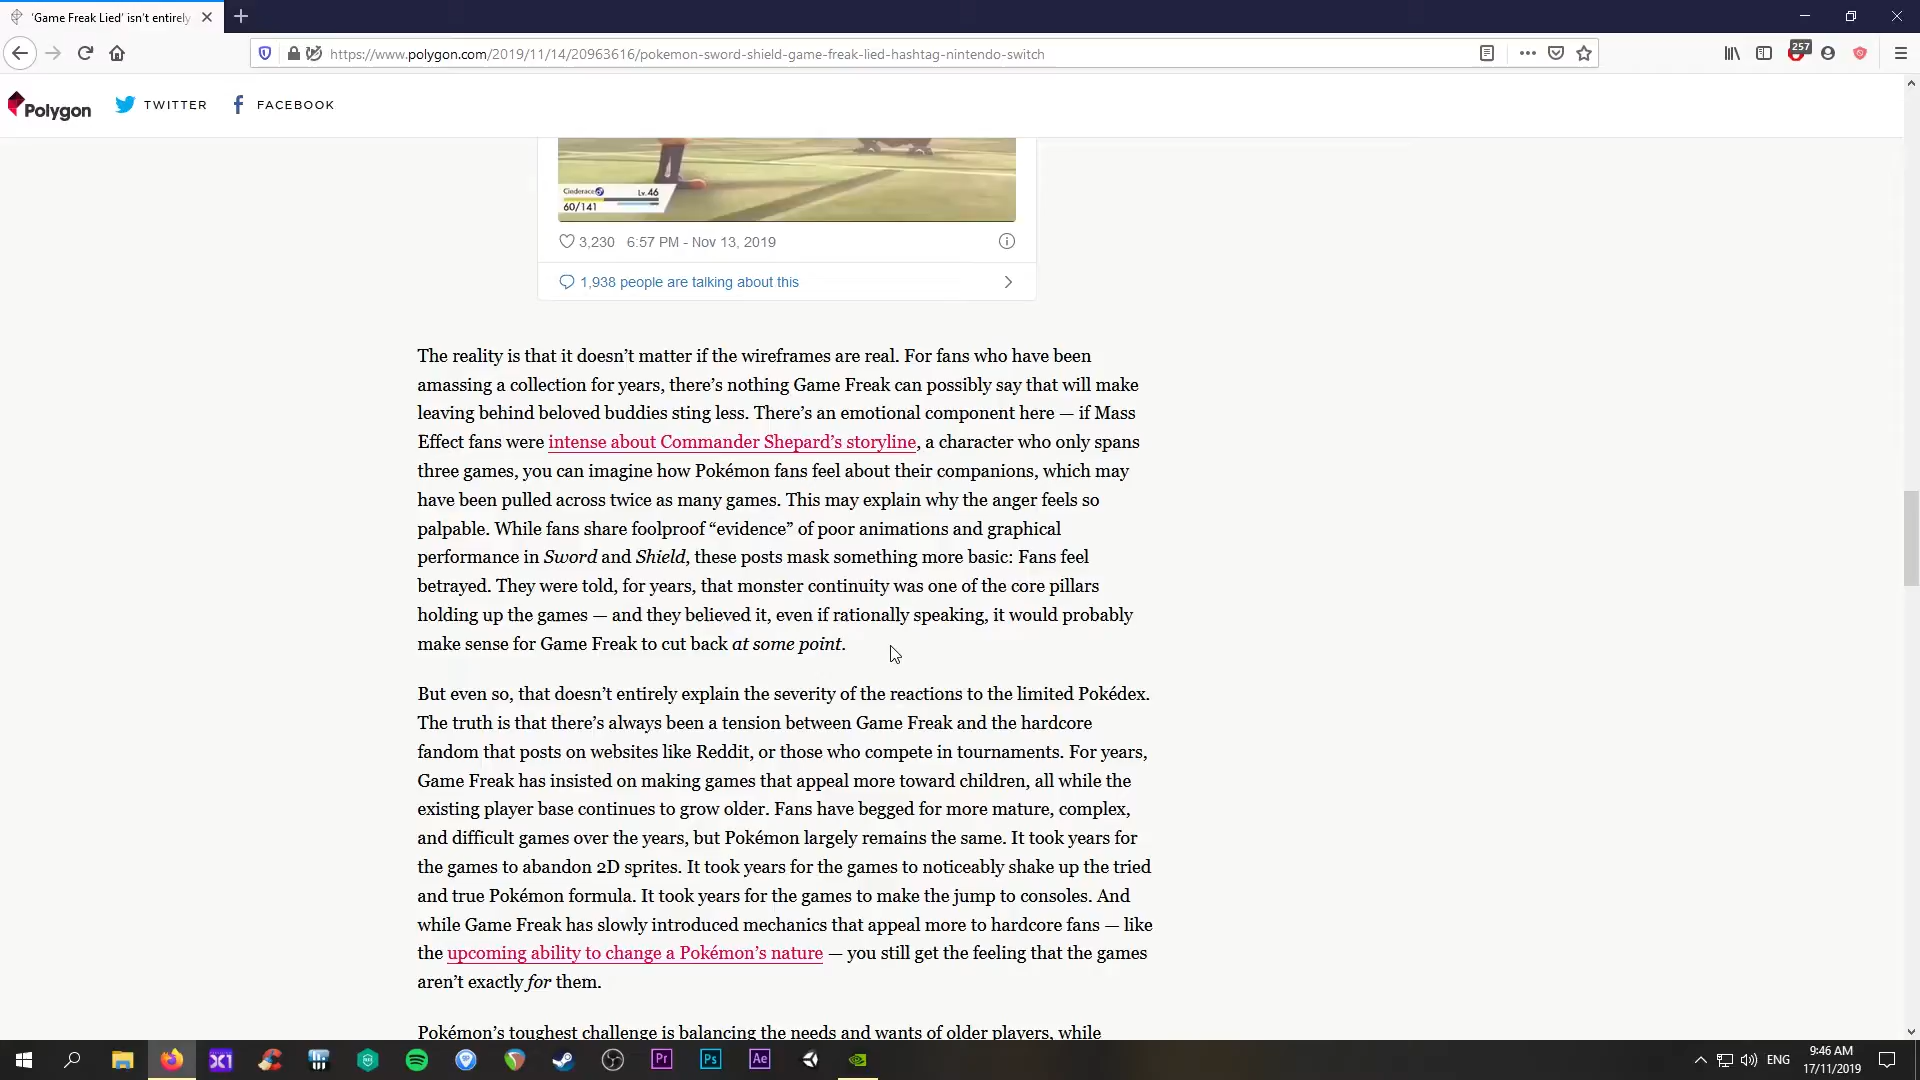 'Game Freak Lied' isn't entirely
https://www.polygon.com/2019/11/14/20963616/pokemon-sword-shield-game-freak-lied-hashtag-nintendo-switch
257
Polygon TWITTER FACEBOOK
Cinderace Lv. 46
60/141
3,230 6:57 PM - Nov 13, 2019
1,938 people are talking about this
The reality is that it doesn’t matter if the wireframes are real. For fans who have been
amassing a collection for years, there’s nothing Game Freak can possibly say that will make
leaving behind beloved buddies sting less. There’s an emotional component here — if Mass
Effect fans were intense about Commander Shepard’s storyline, a character who only spans
three games, you can imagine how Pokémon fans feel about their companions, which may
have been pulled across twice as many games. This may explain why the anger feels so
palpable. While fans share foolproof “evidence” of poor animations and graphical
performance in Sword and Shield, these posts mask something more basic: Fans feel
betrayed. They were told, for years, that monster continuity was one of the core pillars
holding up the games — and they believed it, even if rationally speaking, it would probably
make sense for Game Freak to cut back at some point.
But even so, that doesn’t entirely explain the severity of the reactions to the limited Pokédex.
The truth is that there’s always been a tension between Game Freak and the hardcore
fandom that posts on websites like Reddit, or those who compete in tournaments. For years,
Game Freak has insisted on making games that appeal more toward children, all while the
existing player base continues to grow older. Fans have begged for more mature, complex,
and difficult games over the years, but Pokémon largely remains the same. It took years for
the games to abandon 2D sprites. It took years for the games to noticeably shake up the tried
and true Pokémon formula. It took years for the games to make the jump to consoles. And
while Game Freak has slowly introduced mechanics that appeal more to hardcore fans — like
the upcoming ability to change a Pokémon’s nature — you still get the feeling that the games
aren’t exactly for them.
Pokémon’s toughest challenge is balancing the needs and wants of older players, while
X1 Pr Ps Ae ENG 9:46 AM
17/11/2019